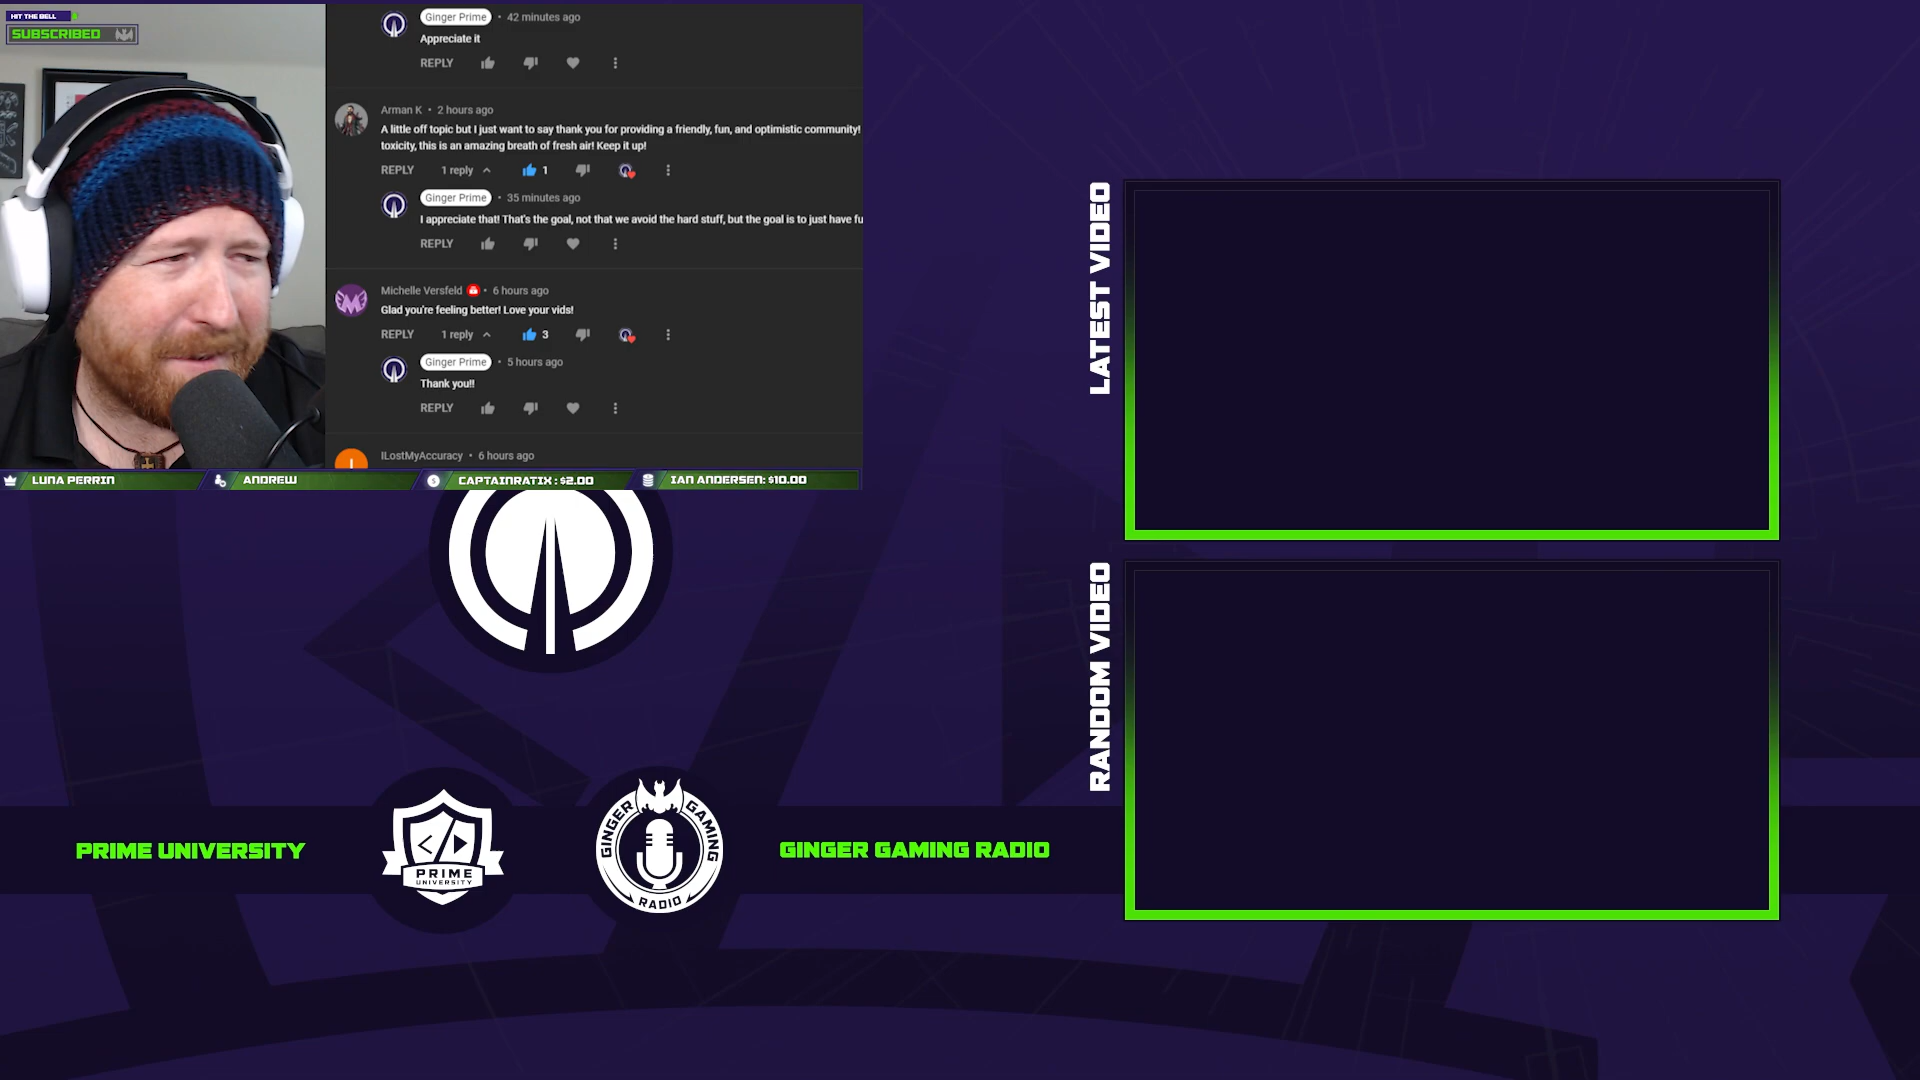 HIT THE BELL
SUBSCRIBED
Ginger Prime • 42 minutes ago
Appreciate it
REPLY
Arman K • 2 hours ago
A little off topic but I just want to say thank you for providing a friendly, fun, and optimistic community!
toxicity, this is an amazing breath of fresh air! Keep it up!
REPLY 1 reply 1
Ginger Prime • 35 minutes ago
I appreciate that! That's the goal, not that we avoid the hard stuff, but the goal is to just have fu
REPLY
Michelle Versfeld • 6 hours ago
Glad you're feeling better! Love your vids!
REPLY 1 reply 3
Ginger Prime • 5 hours ago
Thank you!!
REPLY
I
ILostMyAccuracy • 6 hours ago
LUNA PERRIN
ANDREW
CAPTAINRATIX : $2.00
IAN ANDERSEN: $10.00
LATEST VIDEO
RANDOM VIDEO
PRIME UNIVERSITY
PRIME
UNIVERSITY
GINGER GAMING
RADIO
GINGER GAMING RADIO